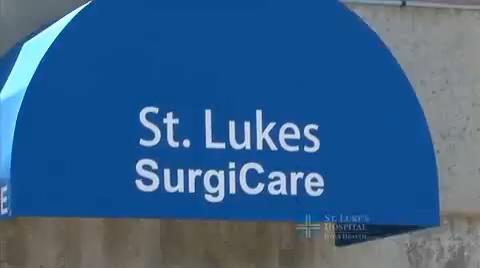 St. Lukes
SurgiCare
E
ST. LUKE'S
HOSPITAL